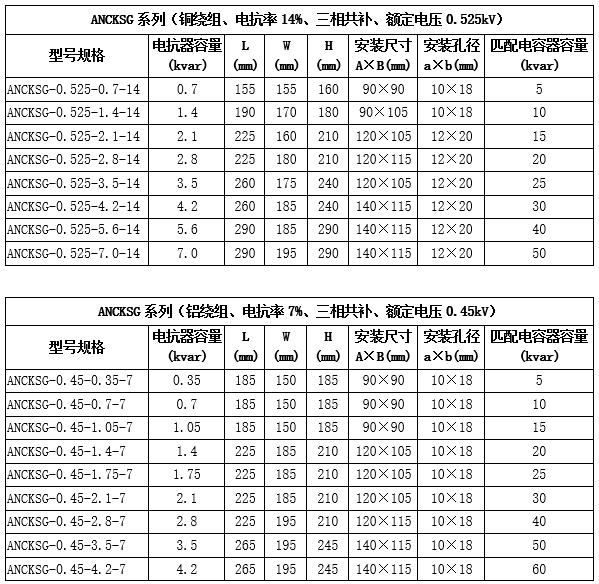 ANCKSG 系列（铜绕组、电抗率 14%、三相共补、额定电压 0.525kV）
型号规格 电抗器容量 (kvar) L (mm) W (mm) H (mm) 安装尺寸 A×B(mm) 安装孔径 a×b(mm) 匹配电容器容量 (kvar)
ANCKSG-0.525-0.7-14 0.7 155 155 160 90×90 10×18 5
ANCKSG-0.525-1.4-14 1.4 190 170 180 90×105 10×18 10
ANCKSG-0.525-2.1-14 2.1 225 160 210 120×105 12×20 15
ANCKSG-0.525-2.8-14 2.8 225 180 210 120×115 12×20 20
ANCKSG-0.525-3.5-14 3.5 260 175 240 120×105 12×20 25
ANCKSG-0.525-4.2-14 4.2 260 185 240 140×115 12×20 30
ANCKSG-0.525-5.6-14 5.6 290 185 290 140×115 12×20 40
ANCKSG-0.525-7.0-14 7.0 290 195 290 140×115 12×20 50
ANCKSG 系列（铝绕组、电抗率 7%、三相共补、额定电压 0.45kV）
型号规格 电抗器容量 (kvar) L (mm) W (mm) H (mm) 安装尺寸 A×B(mm) 安装孔径 a×b(mm) 匹配电容器容量 (kvar)
ANCKSG-0.45-0.35-7 0.35 185 150 185 90×90 10×18 5
ANCKSG-0.45-0.7-7 0.7 185 150 185 90×90 10×18 10
ANCKSG-0.45-1.05-7 1.05 185 150 185 90×90 10×18 15
ANCKSG-0.45-1.4-7 1.4 225 185 210 120×105 10×18 20
ANCKSG-0.45-1.75-7 1.75 225 185 210 120×105 10×18 25
ANCKSG-0.45-2.1-7 2.1 225 185 210 120×105 10×18 30
ANCKSG-0.45-2.8-7 2.8 225 195 210 120×115 10×18 40
ANCKSG-0.45-3.5-7 3.5 265 195 245 140×115 10×18 50
ANCKSG-0.45-4.2-7 4.2 265 195 245 140×115 10×18 60